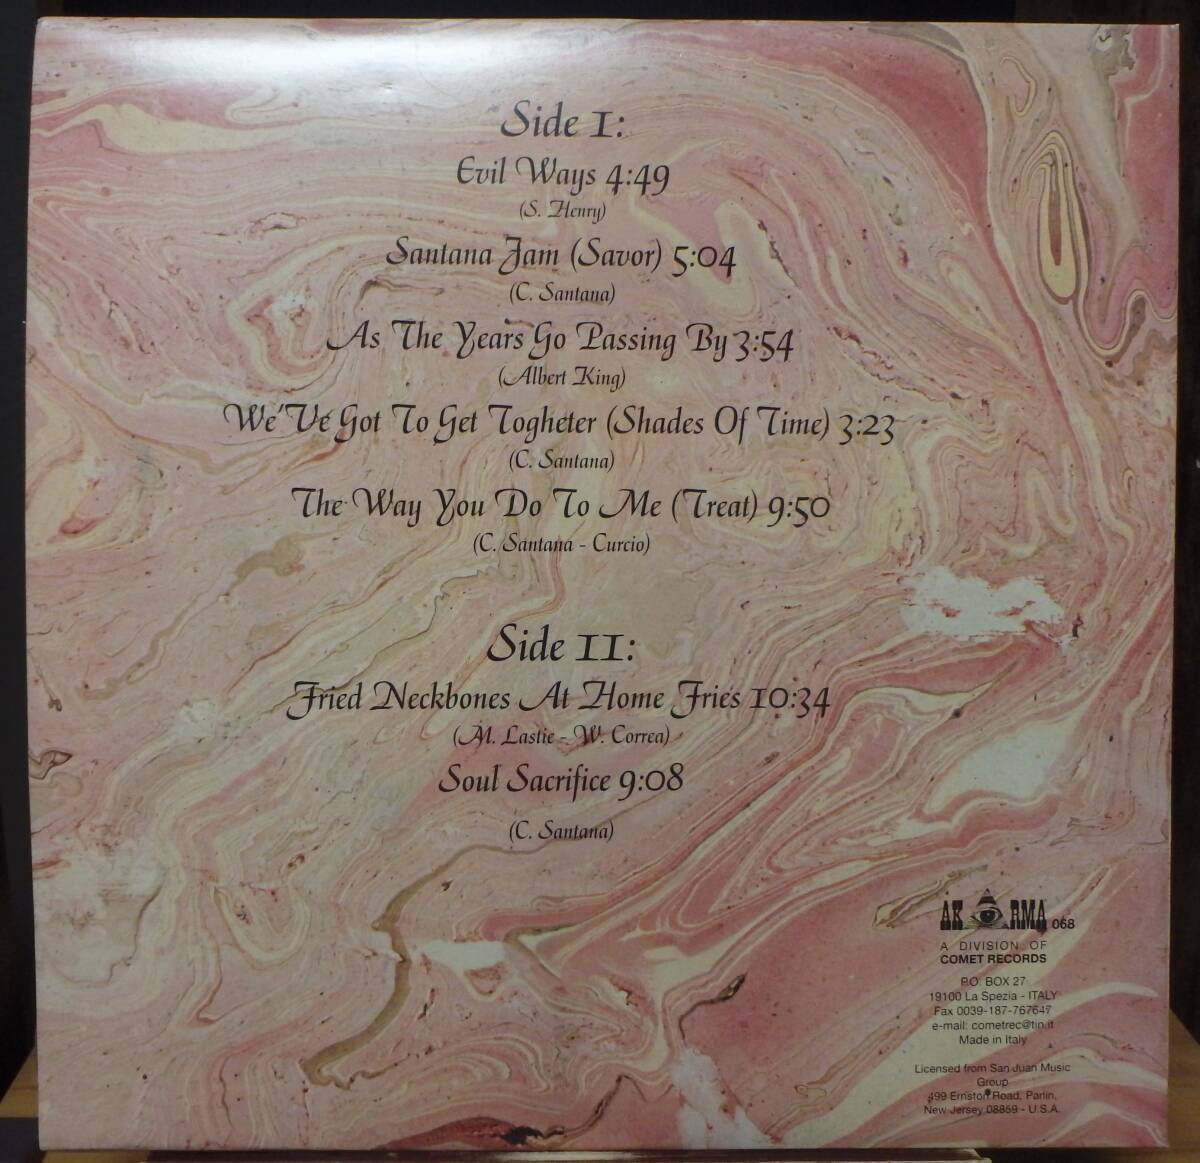 Side I:
Evil Ways 4:49
(S. Henry)
Santana Jam (Savor) 5:04
(C. Santana)
As The Years Go Passing By 3:54
(Albert King)
We'Ve Got To Get Togheter (Shades Of Time) 3:23
(C. Santana)
The Way You Do To Me (Treat) 9:50
(C. Santana - Curcio)
Side II:
Fried Neckbones At Home Fries 10:34
(M. Lastie - W. Correa)
Soul Sacrifice 9:08
(C. Santana)
AKARMA 068
A DIVISION OF
COMET RECORDS
P.O. BOX 27
19100 La Spezia - ITALY
Fax 0039-187-767647
e-mail: cometrec@tin.it
Made in Italy
Licensed from San Juan Music
Group
499 Ernston Road, Parlin,
New Jersey 08859 - U.S.A.